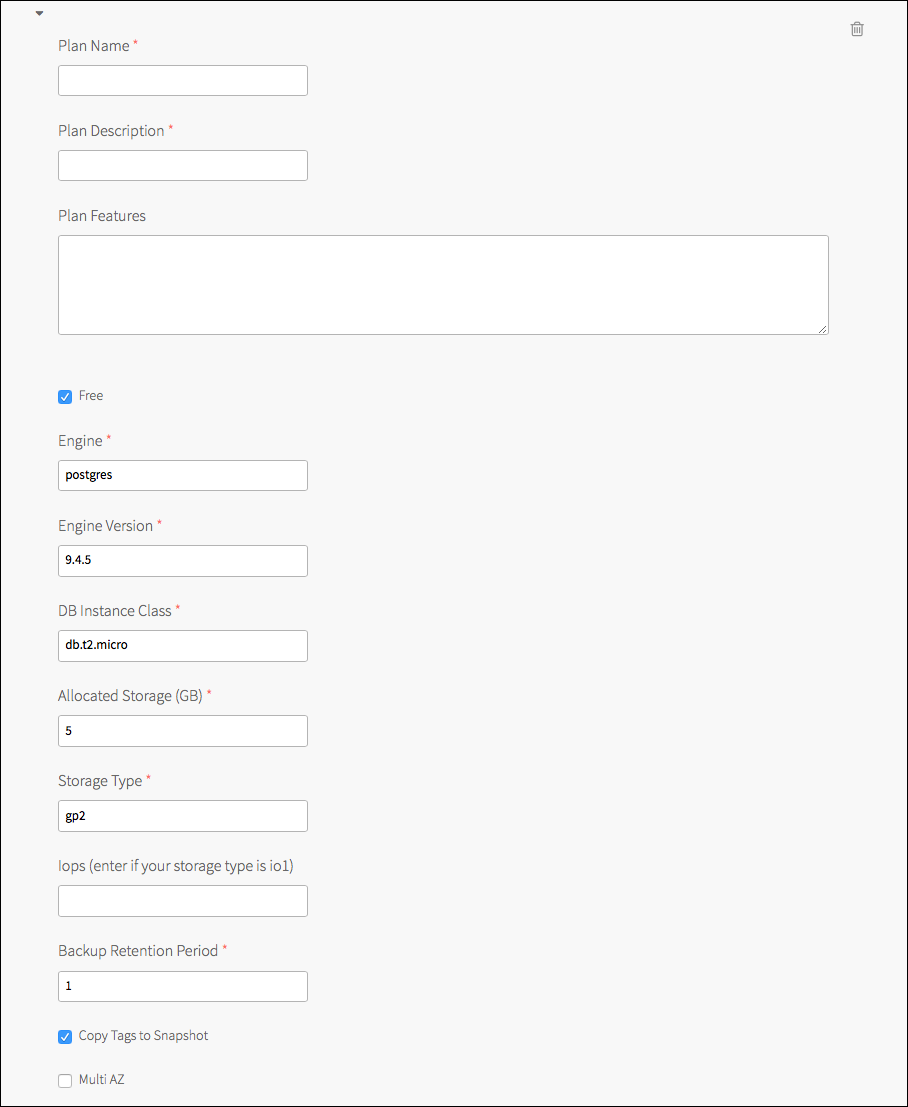 Plan Name *
Plan Description *
Plan Features
Free
Engine *
postgres
Engine Version *
9.4.5
DB Instance Class *
db.t2.micro
Allocated Storage (GB) *
5
Storage Type *
gp2
Iops (enter if your storage type is io1)
Backup Retention Period *
1
Copy Tags to Snapshot
Multi AZ